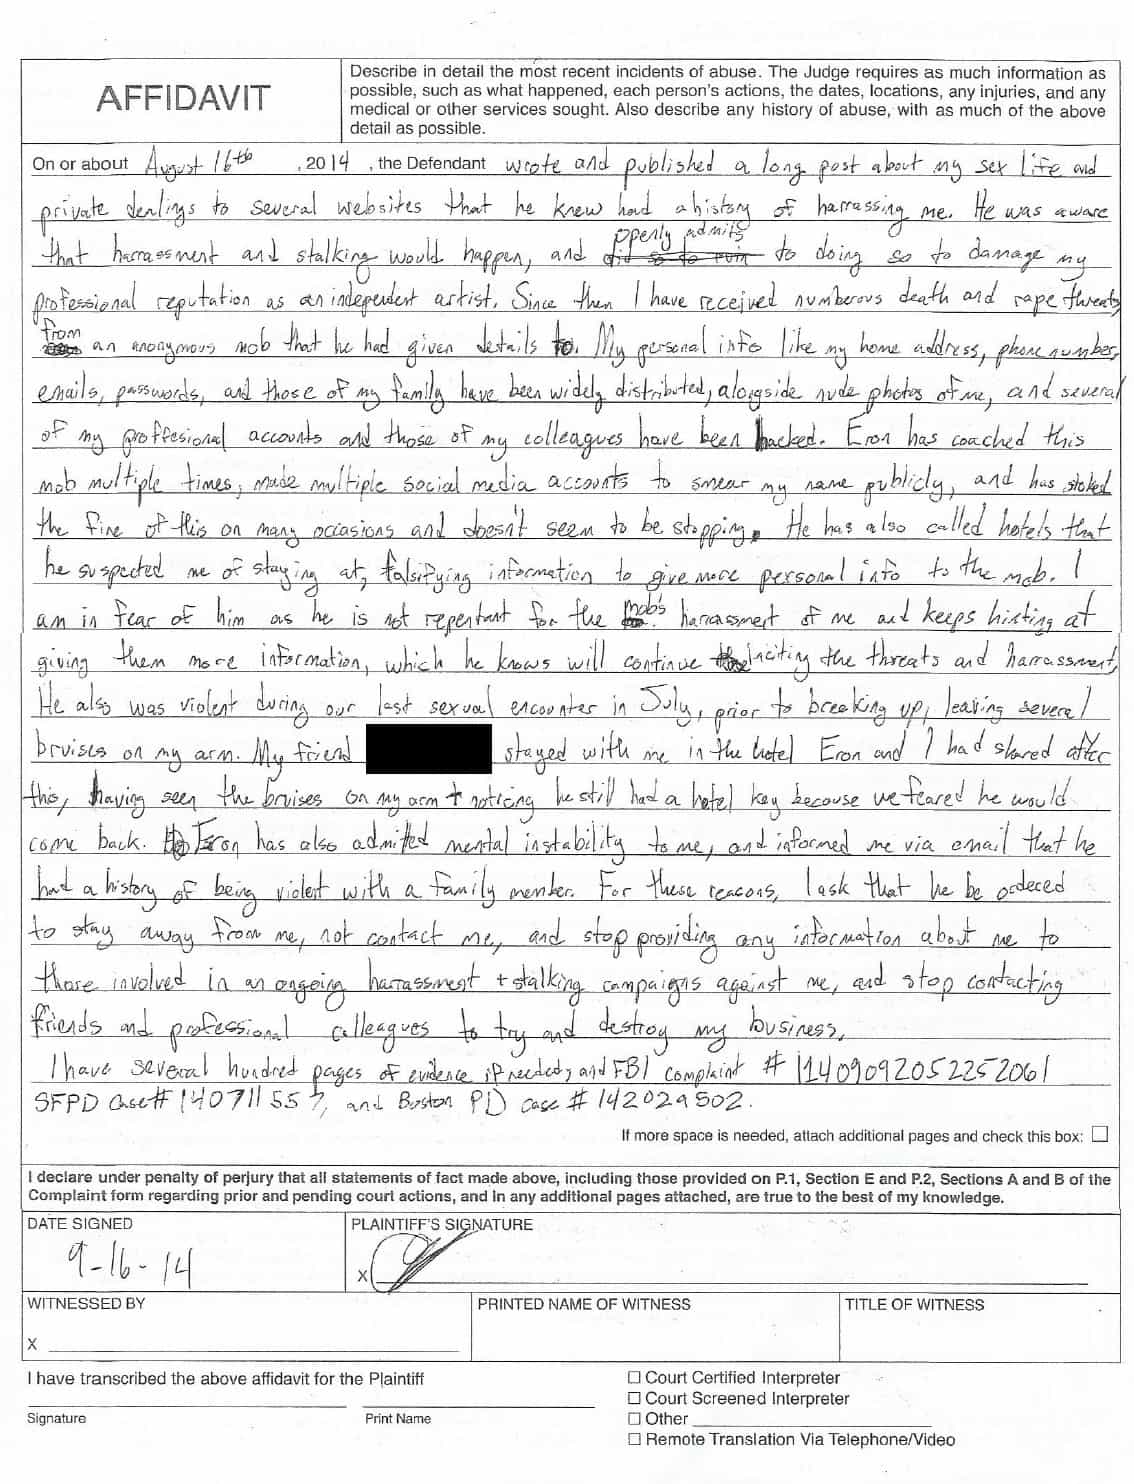 AFFIDAVIT
Describe in detail the most recent incidents of abuse. The Judge requires as much information as
possible, such as what happened, each person's actions, the dates, locations, any injuries, and any
medical or other services sought. Also describe any history of abuse, with as much of the above
detail as possible.
On or about August 16th, 2014, the Defendant wrote and published a long post about my sex life and
private dealings to several websites that he knew had a history of harrassing me. He was aware
that harrassment and stalking would happen, and openly admits to doing so to damage my
professional reputation as an independent artist. Since then I have received numberous death and rape threats
from an anonymous mob that he had given details to. My personal info like my home address, phone number,
emails, passwords, and those of my family have been widely distributed, alongside nude photos of me, and several
of my proffesional accounts and those of my colleagues have been hacked. Eron has coached this
mob multiple times, made multiple social media accounts to smear my name publicly, and has stoked
the fire of this on many occasions and doesn't seem to be stopping. He has also called hotels that
he suspected me of staying at, falsifying information to give more personal info to the mob. I
am in fear of him as he is not repentant for the mob's harrassment of me and keeps hinting at
giving them more information, which he knows will continue inciting the threats and harrassment,
He also was violent during our last sexual encounter in July, prior to breaking up, leaving several
bruises on my arm. My friend stayed with me in the hotel Eron and I had shared after
this, having seen the bruises on my arm + noticing he still had a hotel key because we feared he would
come back. Eron has also admitted mental instability to me, and informed me via email that he
had a history of being violent with a family member. For these reasons, I ask that he be ordered
to stay away from me, not contact me, and stop providing any information about me to
those involved in an ongoing harrassment + stalking campaigns against me, and stop contacting
friends and professional colleagues to try and destroy my business.
I have several hundred pages of evidence if needed, and FBI complaint # 11409092052252061
SFPD Case# 140711557, and Boston PD case # 142029502.
If more space is needed, attach additional pages and check this box:
I declare under penalty of perjury that all statements of fact made above, including those provided on P.1, Section E and P.2, Sections A and B of the
Complaint form regarding prior and pending court actions, and in any additional pages attached, are true to the best of my knowledge.
DATE SIGNED
PLAINTIFF'S SIGNATURE
9-16-14
X
WITNESSED BY
PRINTED NAME OF WITNESS
TITLE OF WITNESS
X
I have transcribed the above affidavit for the Plaintiff
Signature
Print Name
Court Certified Interpreter
Court Screened Interpreter
Other
Remote Translation Via Telephone/Video